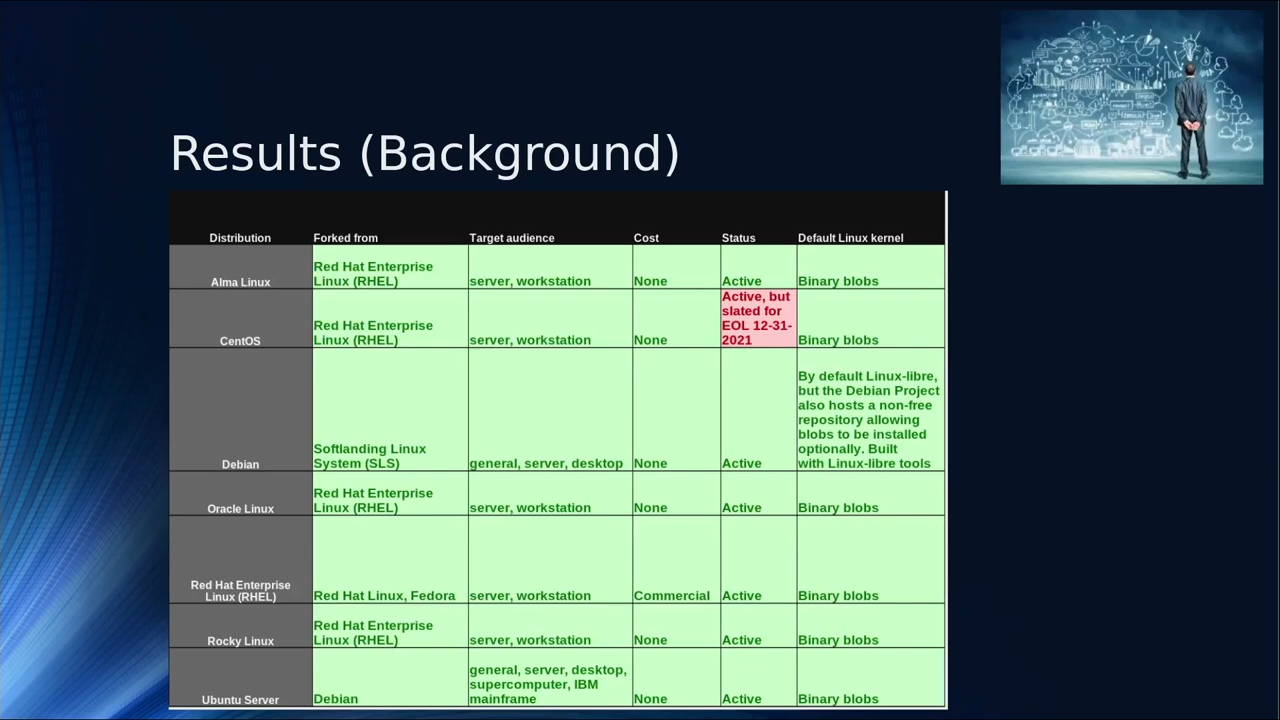 Results (Background)
Distribution Forked from Target audience Cost Status Default Linux kernel
Alma Linux
Red Hat Enterprise
Linux (RHEL)
server, workstation
None
Active
Binary blobs
CentOS
Red Hat Enterprise
Linux (RHEL)
server, workstation
None
Active, but
slated for
EOL 12-31-
2021
Binary blobs
Debian
Softlanding Linux
System (SLS)
general, server, desktop
None
Active
By default Linux-libre,
but the Debian Project
also hosts a non-free
repository allowing
blobs to be installed
optionally. Built
with Linux-libre tools
Oracle Linux
Red Hat Enterprise
Linux (RHEL)
server, workstation
None
Active
Binary blobs
Red Hat Enterprise
Linux (RHEL)
Red Hat Linux, Fedora
server, workstation
Commercial
Active
Binary blobs
Rocky Linux
Red Hat Enterprise
Linux (RHEL)
server, workstation
None
Active
Binary blobs
Ubuntu Server
Debian
general, server, desktop,
supercomputer, IBM
mainframe
None
Active
Binary blobs